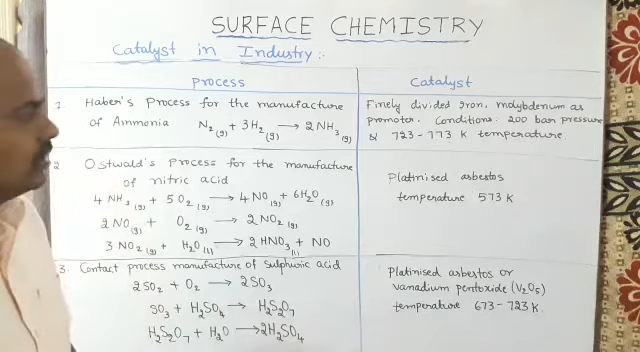 SURFACE CHEMISTRY
Catalyst in Industry :-
Process
Catalyst
1. Haber's Process for the manufacture
of Ammonia N₂(g) + 3H₂(g) → 2NH₃(g)
Finely divided iron, molybdenum as
promoter. Conditions: 200 bar pressure
& 723-773 K temperature.
2 Ostwald's Process for the manufacture
of nitric acid
4 NH₃(g) + 5O₂(g) → 4NO(g) + 6H₂O(g)
2NO(g) + O₂(g) → 2NO₂(g)
3NO₂(g) + H₂O(l) → 2HNO₃(l) + NO
Platinised asbestos
temperature 573 K
3. Contact process manufacture of sulphuric acid
2SO₂ + O₂ → 2SO₃
SO₃ + H₂SO₄ → H₂S₂O₇
H₂S₂O₇ + H₂O → 2H₂SO₄
Platinised asbestos or
vanadium pentoxide (V₂O₅)
temperature 673-723K.